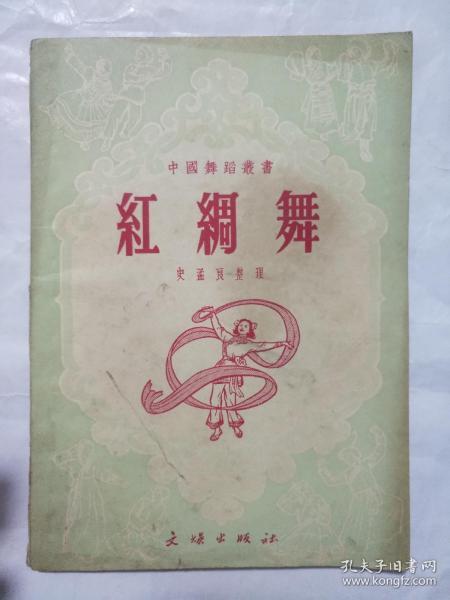 中國舞蹈叢書
紅綢舞
史孟良整理
文娛出版社
孔夫子旧书网
www.kongfz.com